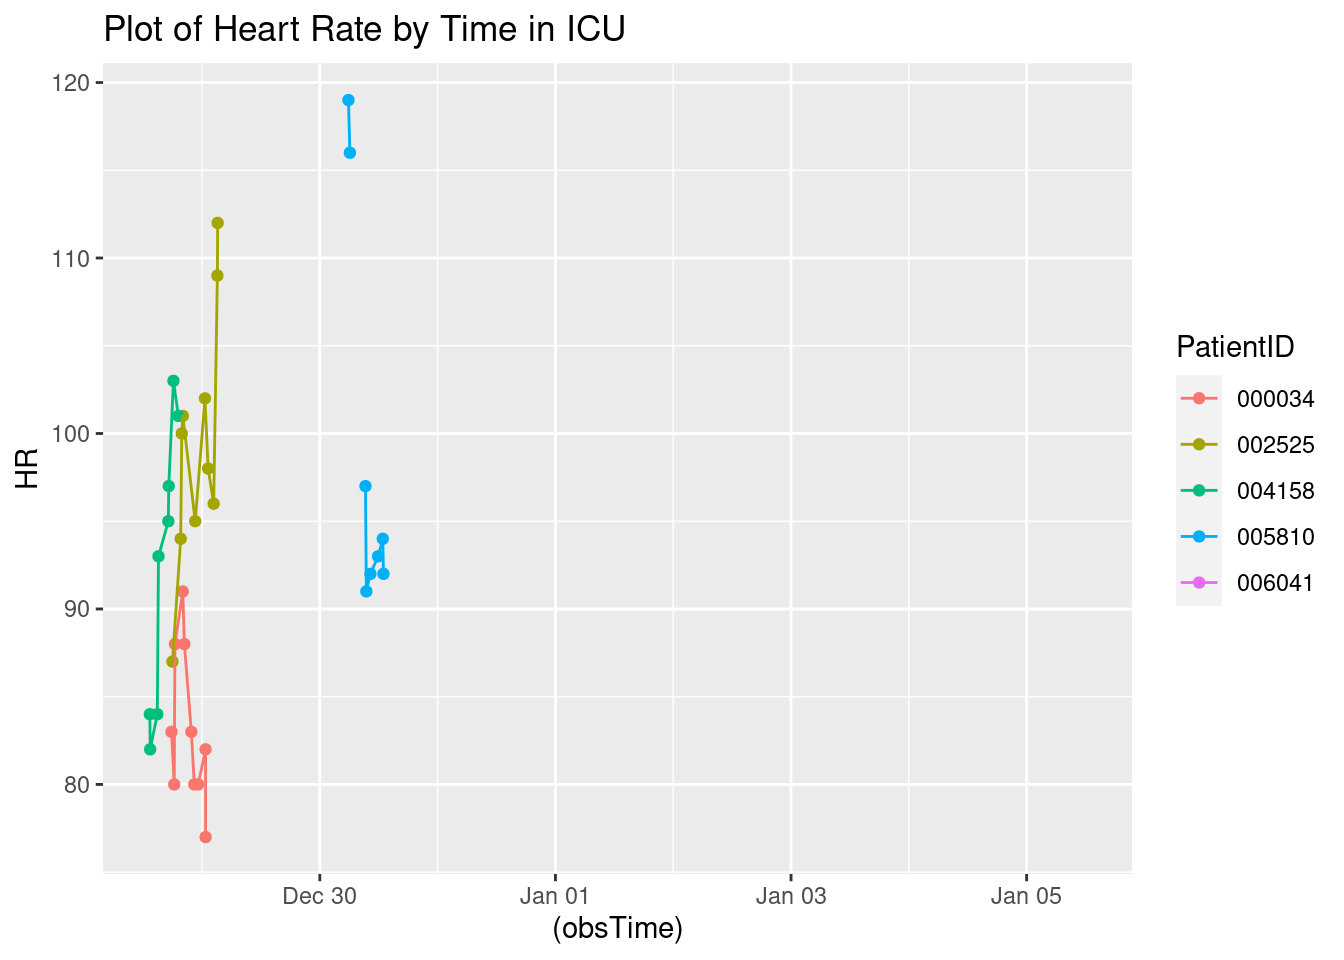 Plot of Heart Rate by Time in ICU
120
110
100
90
80
HR
Dec 30
Jan 01
Jan 03
Jan 05
(obsTime)
PatientID
000034
002525
004158
005810
006041